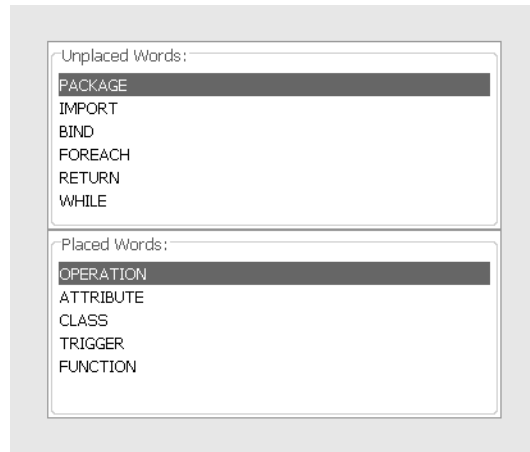 Unplaced Words:
PACKAGE
IMPORT
BIND
FOREACH
RETURN
WHILE
Placed Words:
OPERATION
ATTRIBUTE
CLASS
TRIGGER
FUNCTION